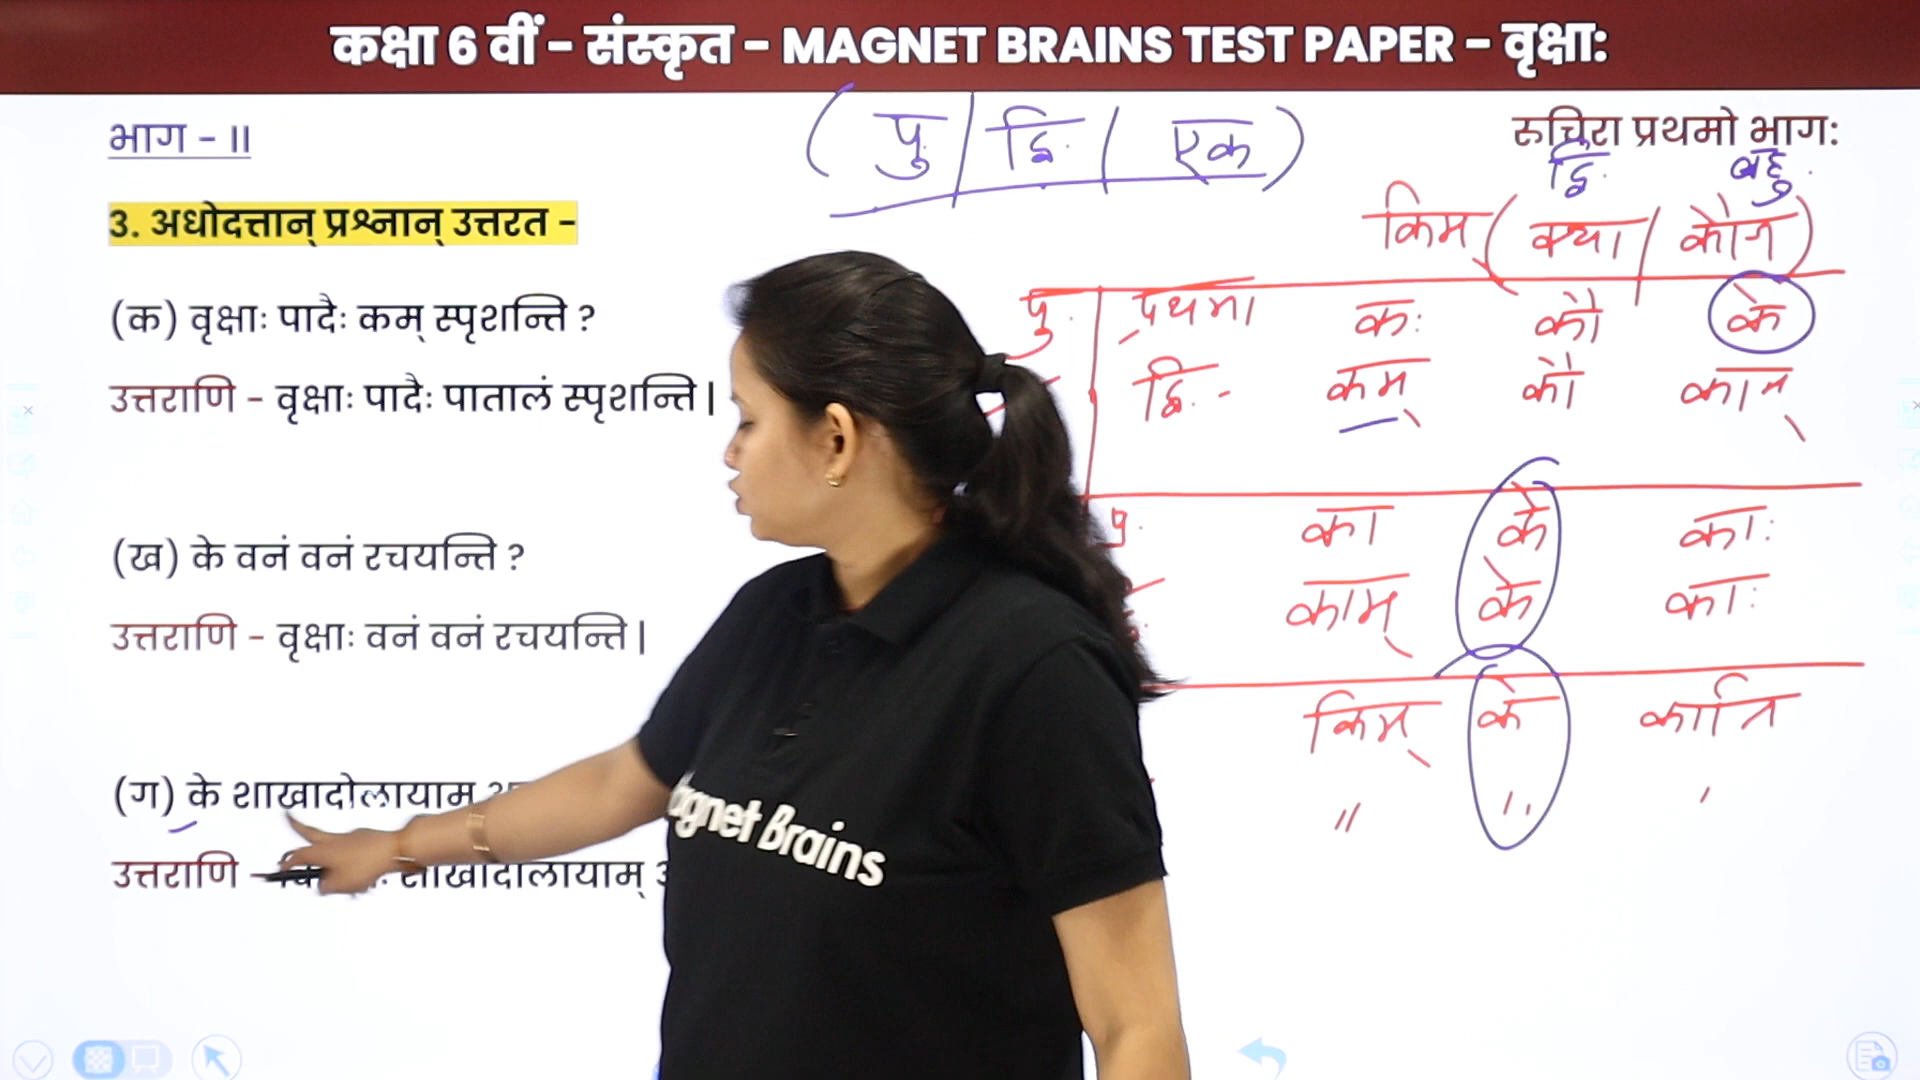 कक्षा 6 वीं - संस्कृत - MAGNET BRAINS TEST PAPER - वृक्षाः
भाग - II
( पु. | द्वि. | एक )
रुचिरा प्रथमो भागः
3. अधोदत्तान् प्रश्नान् उत्तरत -
द्वि. बहु.
किम् ( क्या / कौन )
(क) वृक्षाः पादैः कम् स्पृशन्ति ?
पु. प्रथमा कः कौ के
उत्तराणि - वृक्षाः पादैः पातालं स्पृशन्ति |
द्वि. - कम् कौ कान्
(ख) के वनं वनं रचयन्ति ?
प्र. का के काः
उत्तराणि - वृक्षाः वनं वनं रचयन्ति |
काम् के काः
किम् के कानि
(ग) के शाखादोलायाम्
" " "
उत्तराणि - शाखादोलायाम्
Magnet Brains